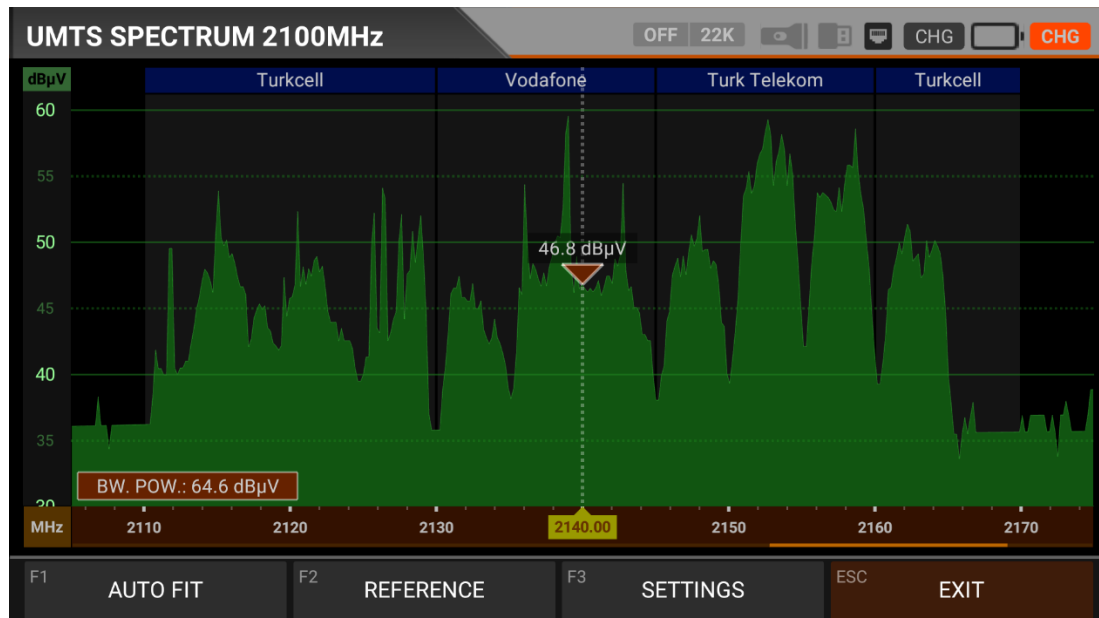 UMTS SPECTRUM 2100MHz
OFF 22K
CHG
CHG
dBµV
Turkcell Vodafone Turk Telekom Turkcell
60
55
50
46.8 dBµV
45
40
35
BW. POW.: 64.6 dBµV
30
MHz 2110 2120 2130 2140.00 2150 2160 2170
F1 AUTO FIT
F2 REFERENCE
F3 SETTINGS
ESC EXIT